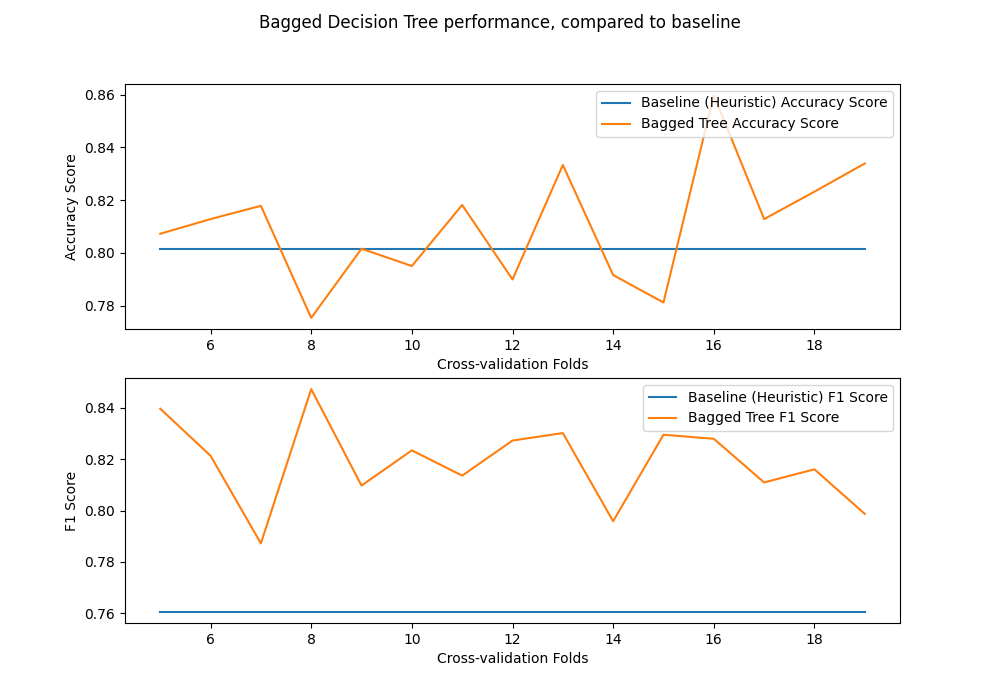 Bagged Decision Tree performance, compared to baseline
0.86
0.84
0.82
0.80
0.78
Accuracy Score
Baseline (Heuristic) Accuracy Score
Bagged Tree Accuracy Score
6 8 10 12 14 16 18
Cross-validation Folds
0.84
0.82
0.80
0.78
0.76
F1 Score
Baseline (Heuristic) F1 Score
Bagged Tree F1 Score
6 8 10 12 14 16 18
Cross-validation Folds